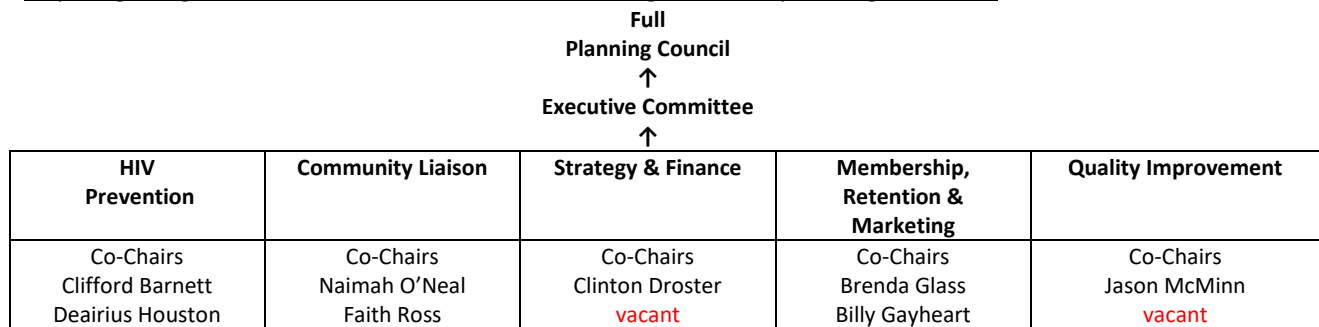 Full
Planning Council
↑
Executive Committee
↑
HIV Community Liaison Strategy & Finance Membership, Quality Improvement
Prevention Retention &
Marketing
Co-Chairs Co-Chairs Co-Chairs Co-Chairs Co-Chairs
Clifford Barnett Naimah O’Neal Clinton Droster Brenda Glass Jason McMinn
Deairius Houston Faith Ross vacant Billy Gayheart vacant